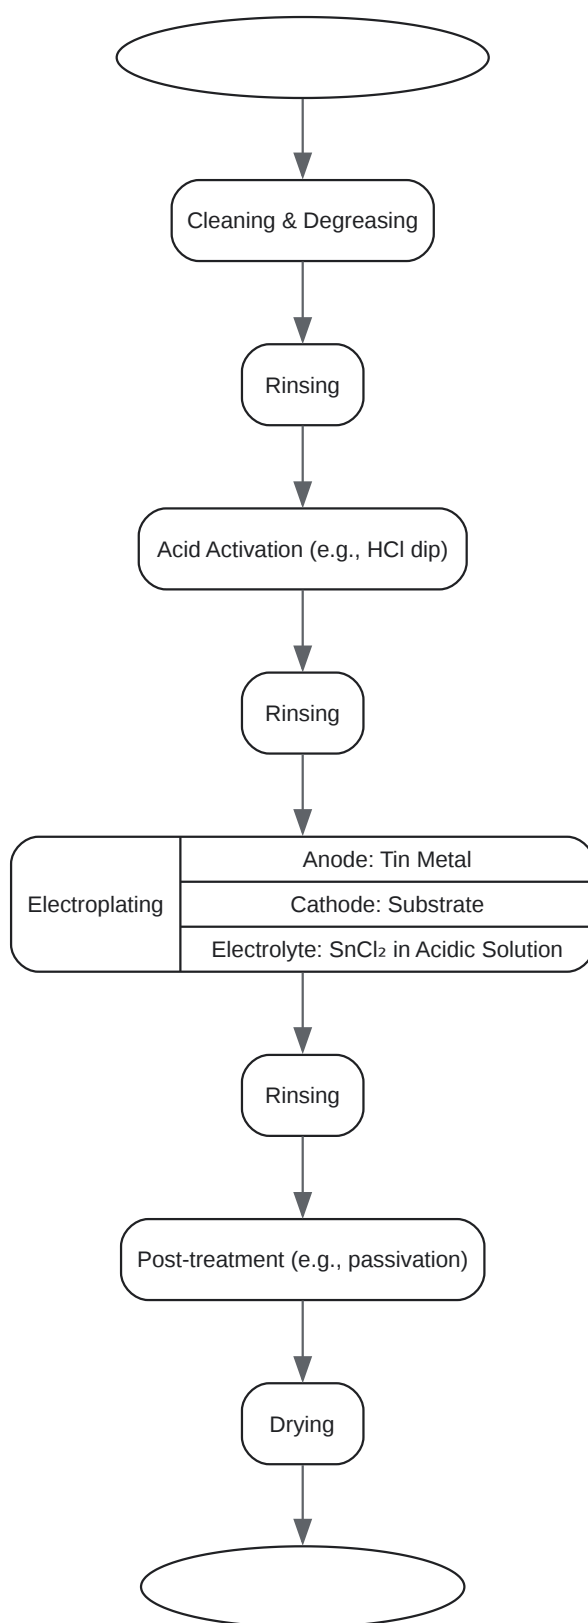 Cleaning & Degreasing
Rinsing
Acid Activation (e.g., HCl dip)
Rinsing
Electroplating
Anode: Tin Metal
Cathode: Substrate
Electrolyte: SnCl₂ in Acidic Solution
Rinsing
Post-treatment (e.g., passivation)
Drying